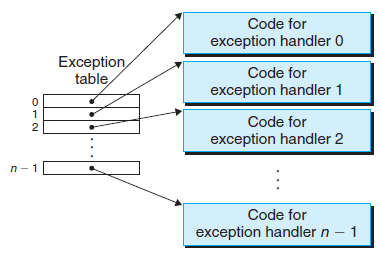 Code for
exception handler 0
Exception
table
Code for
exception handler 1
0
1
2
Code for
exception handler 2
n – 1
Code for
exception handler n – 1